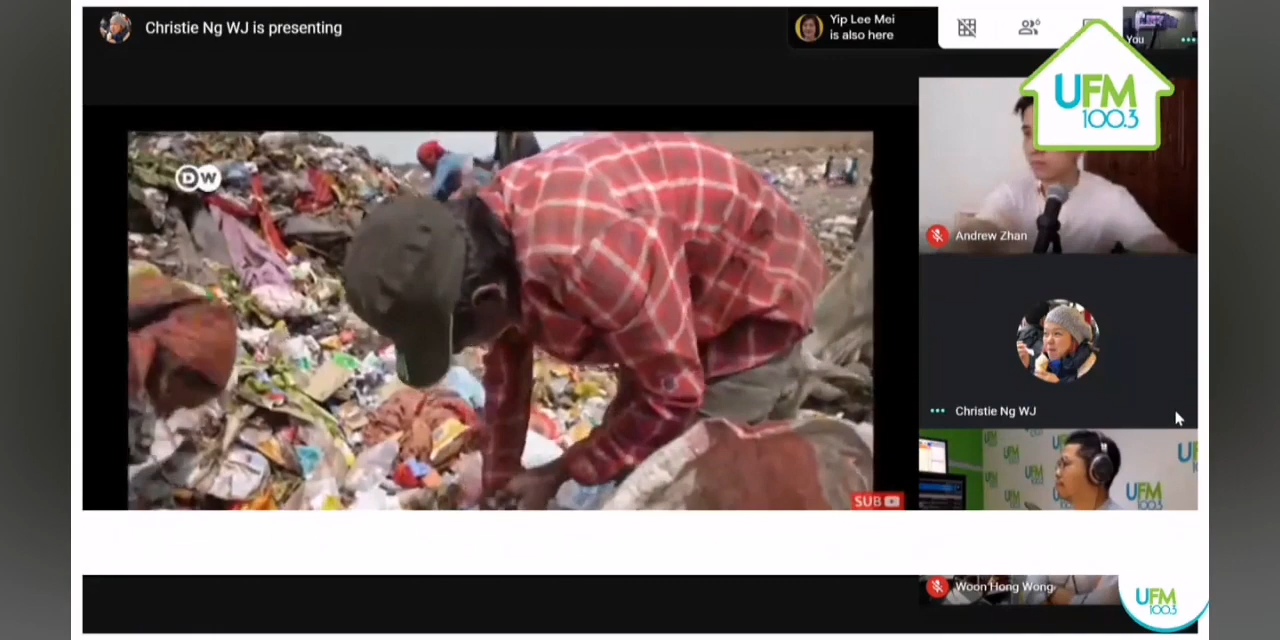 Christie Ng WJ is presenting
Yip Lee Mei
is also here
You
UFM
100.3
DW
Andrew Zhan
Christie Ng WJ
UFM
100.3
SUB
Woon Hong Wong
UFM
100.3